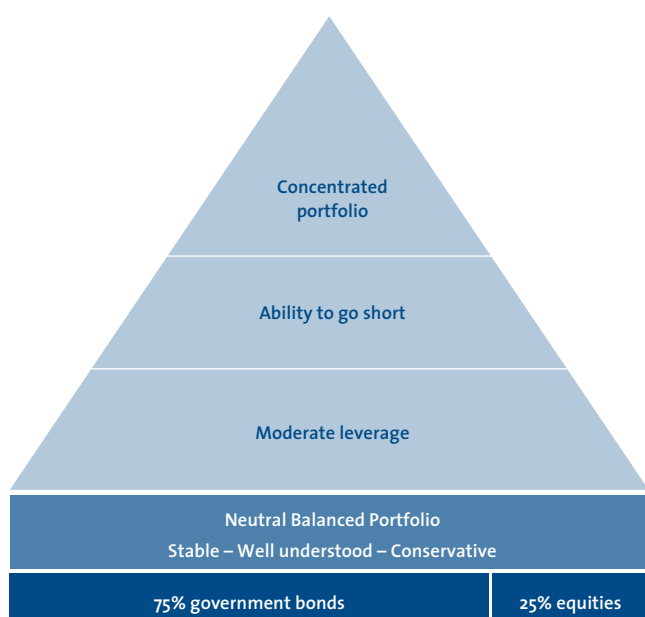 Concentrated
portfolio
Ability to go short
Moderate leverage
Neutral Balanced Portfolio
Stable – Well understood – Conservative
75% government bonds
25% equities